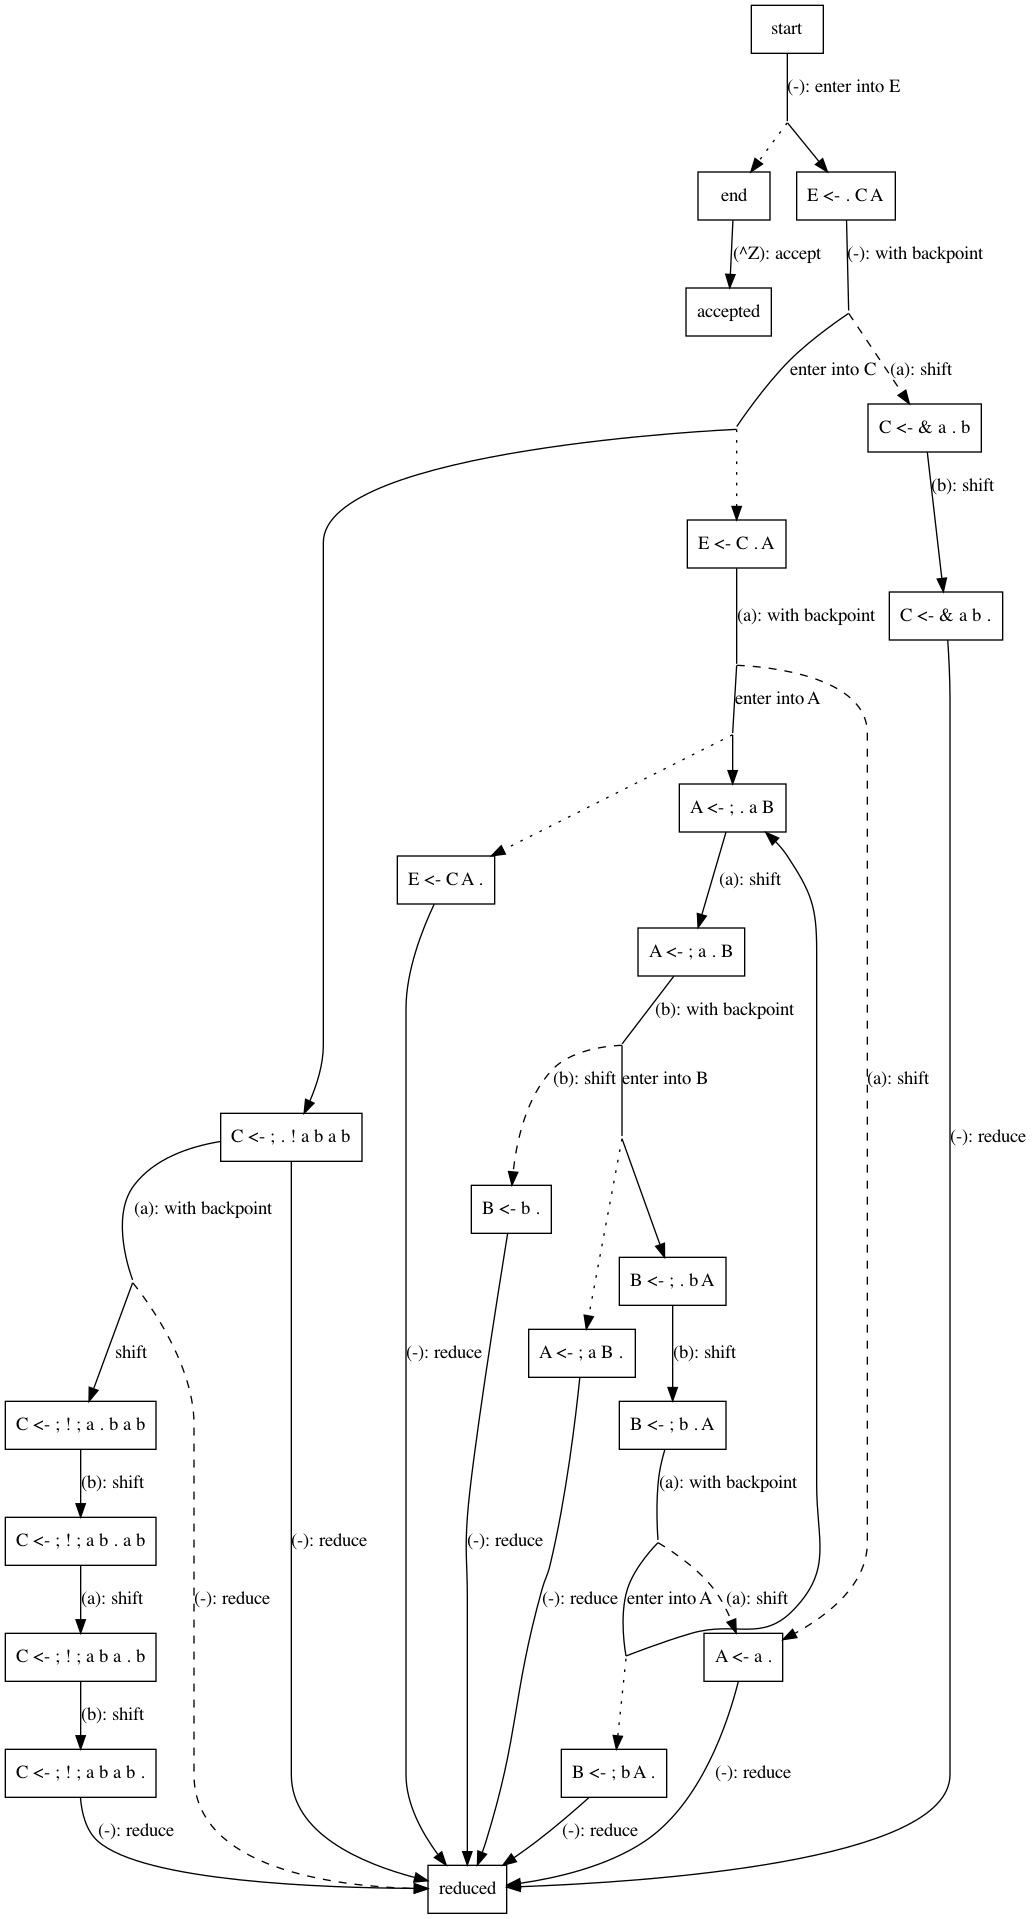 start
(-): enter into E
end
E <- . C A
(^Z): accept
(-): with backpoint
accepted
enter into C
(a): shift
C <- & a . b
(b): shift
E <- C . A
(a): with backpoint
C <- & a b .
enter into A
A <- ; . a B
E <- C A .
(a): shift
A <- ; a . B
(b): with backpoint
(b): shift
enter into B
(a): shift
C <- ; . ! a b a b
(-): reduce
(a): with backpoint
B <- b .
B <- ; . b A
shift
(-): reduce
A <- ; a B .
(b): shift
C <- ; ! ; a . b a b
B <- ; b . A
(b): shift
(a): with backpoint
C <- ; ! ; a b . a b
(-): reduce
(-): reduce
(a): shift
(-): reduce
(-): reduce
enter into A
(a): shift
C <- ; ! ; a b a . b
A <- a .
(b): shift
C <- ; ! ; a b a b .
B <- ; b A .
(-): reduce
(-): reduce
(-): reduce
reduced